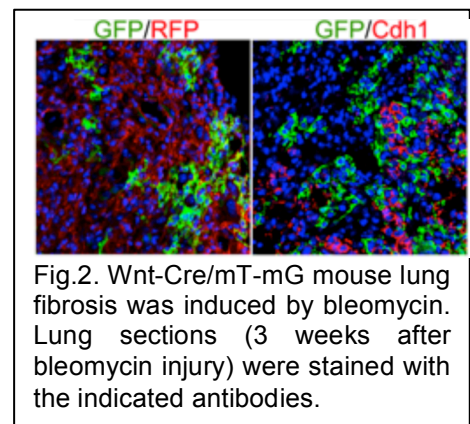 GFP/RFP GFP/Cdh1
Fig.2. Wnt-Cre/mT-mG mouse lung
fibrosis was induced by bleomycin.
Lung sections (3 weeks after
bleomycin injury) were stained with
the indicated antibodies.